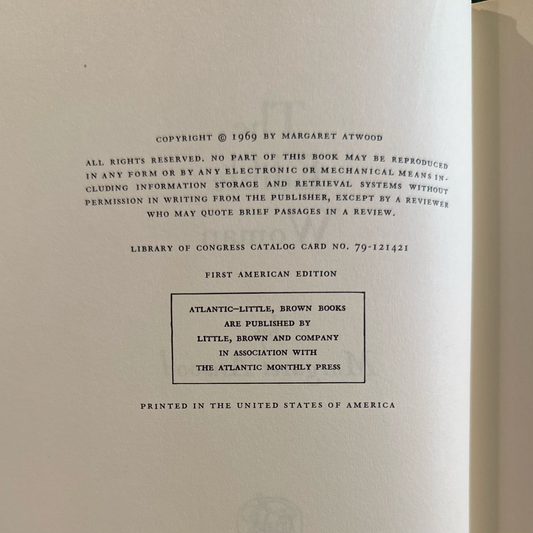 COPYRIGHT © 1969 BY MARGARET ATWOOD
ALL RIGHTS RESERVED. NO PART OF THIS BOOK MAY BE REPRODUCED
IN ANY FORM OR BY ANY ELECTRONIC OR MECHANICAL MEANS IN-
CLUDING INFORMATION STORAGE AND RETRIEVAL SYSTEMS WITHOUT
PERMISSION IN WRITING FROM THE PUBLISHER, EXCEPT BY A REVIEWER
WHO MAY QUOTE BRIEF PASSAGES IN A REVIEW.
LIBRARY OF CONGRESS CATALOG CARD NO. 79-121421
FIRST AMERICAN EDITION
ATLANTIC–LITTLE, BROWN BOOKS
ARE PUBLISHED BY
LITTLE, BROWN AND COMPANY
IN ASSOCIATION WITH
THE ATLANTIC MONTHLY PRESS
PRINTED IN THE UNITED STATES OF AMERICA